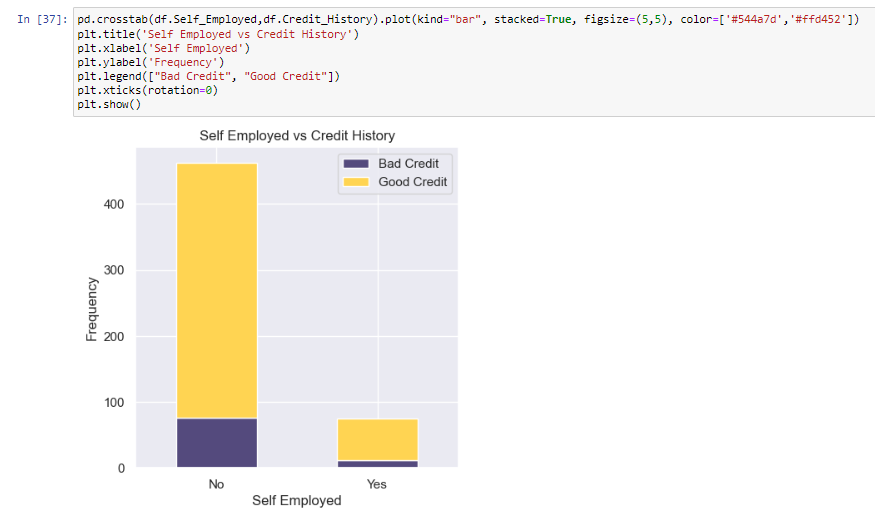 In [37]: pd.crosstab(df.Self_Employed,df.Credit_History).plot(kind="bar", stacked=True, figsize=(5,5), color=['#544a7d','#ffd452'])
plt.title('Self Employed vs Credit History')
plt.xlabel('Self Employed')
plt.ylabel('Frequency')
plt.legend(["Bad Credit", "Good Credit"])
plt.xticks(rotation=0)
plt.show()
Self Employed vs Credit History
Bad Credit
Good Credit
400
300
200
100
0
Frequency
No Yes
Self Employed